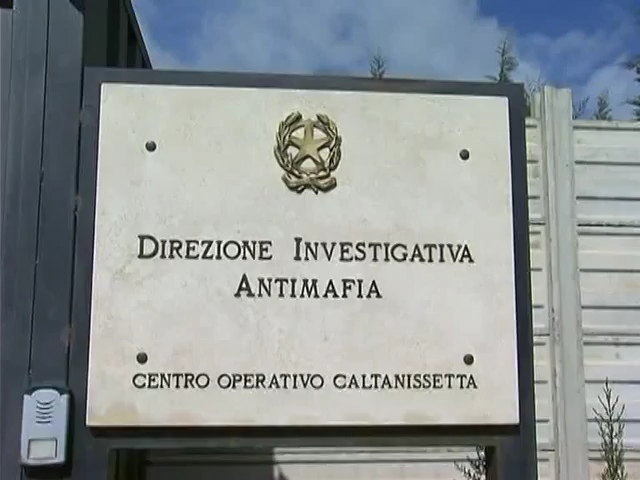 DIREZIONE INVESTIGATIVA
ANTIMAFIA
CENTRO OPERATIVO CALTANISSETTA